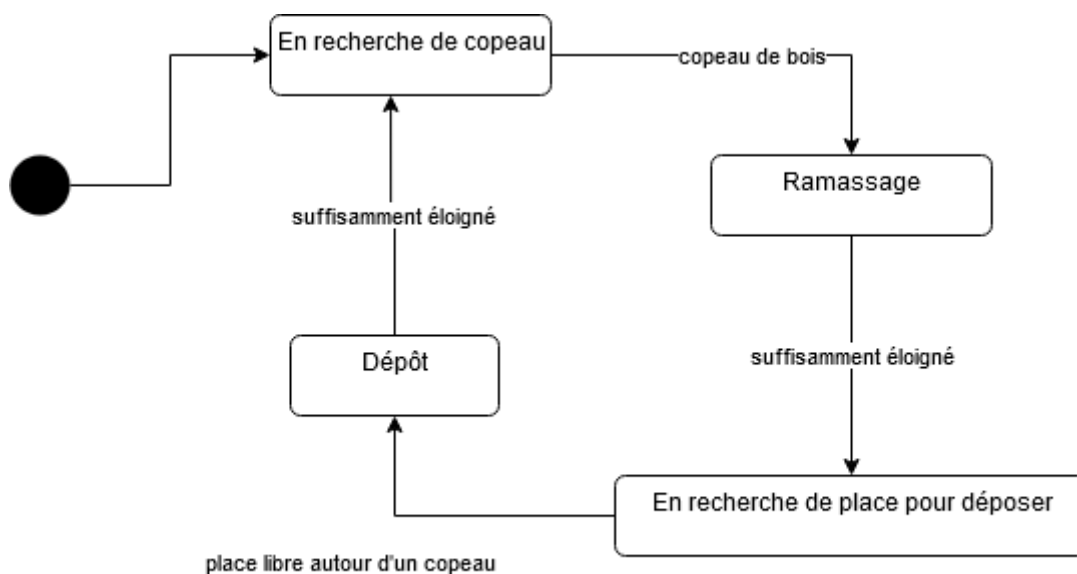 En recherche de copeau
copeau de bois
Ramassage
suffisamment éloigné
suffisamment éloigné
Dépôt
En recherche de place pour déposer
place libre autour d'un copeau